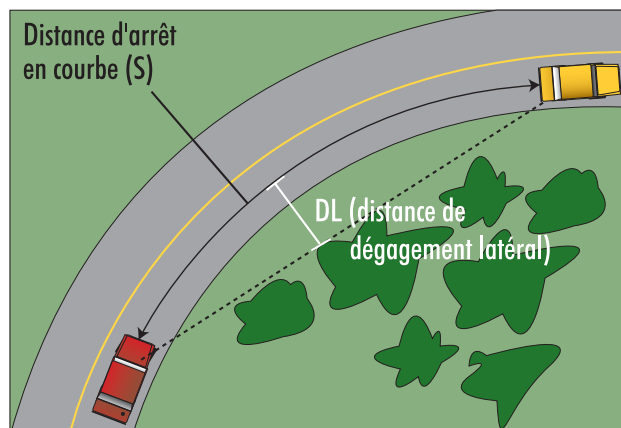 Distance d'arrêt
en courbe (S)
DL (distance de
dégagement latéral)